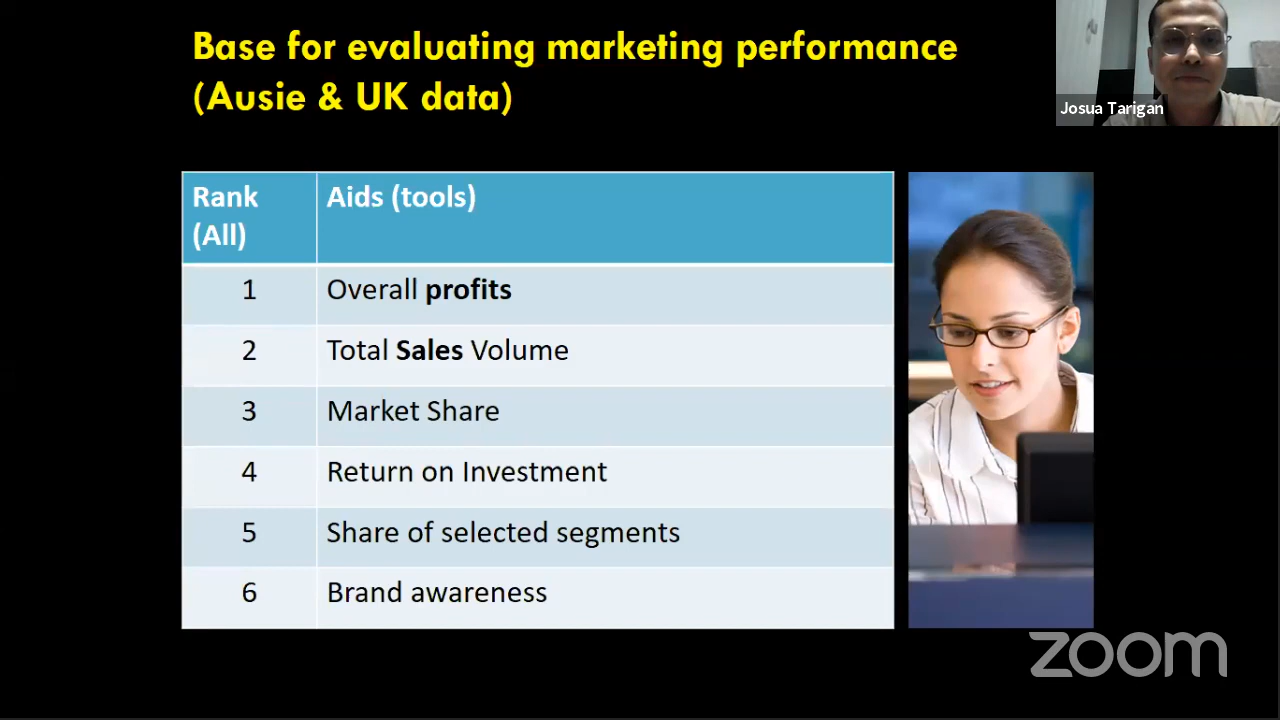 Base for evaluating marketing performance
(Ausie & UK data)
Josua Tarigan
Rank
(All)
Aids (tools)
1
Overall profits
2
Total Sales Volume
3
Market Share
4
Return on Investment
5
Share of selected segments
6
Brand awareness
zoom